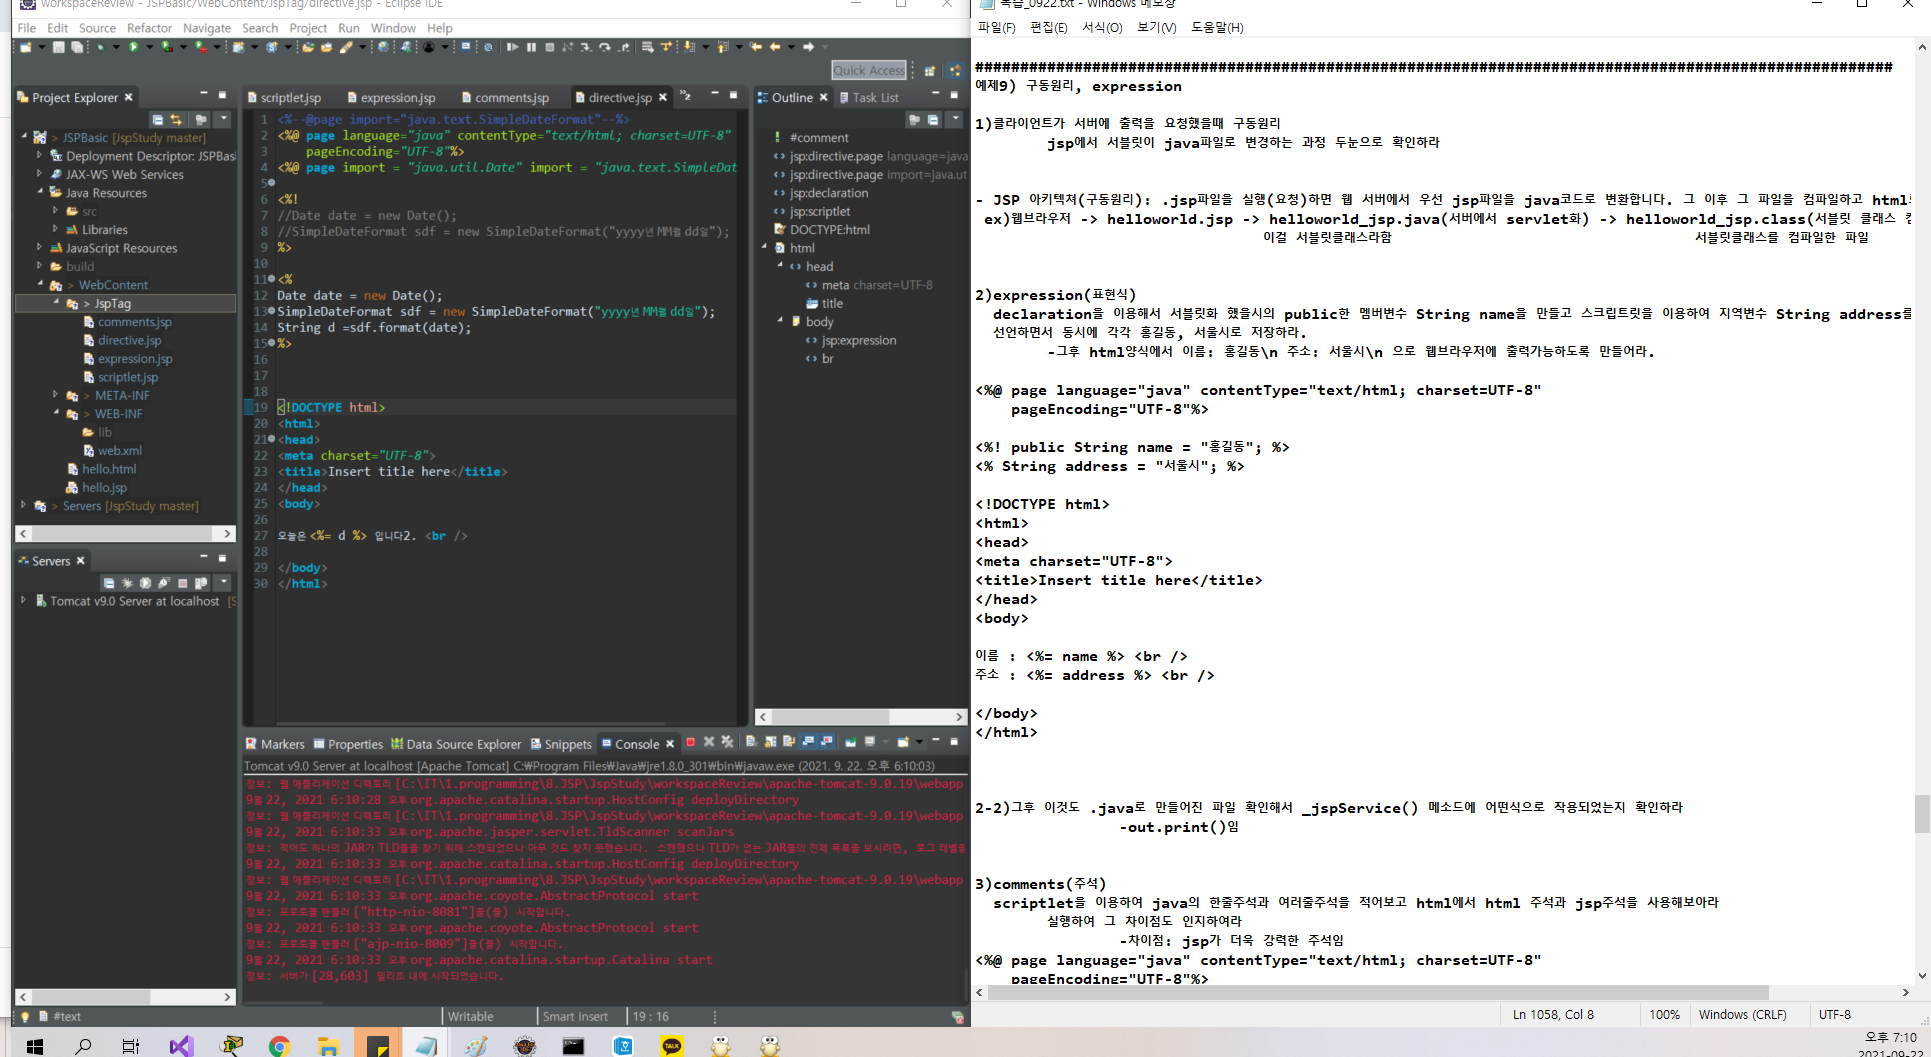 workspaceReview - JSPBasic/WebContent/JspTag/directive.jsp - Eclipse IDE
File Edit Source Refactor Navigate Search Project Run Window Help
Quick Access
Project Explorer
JSPBasic [JspStudy master]
Deployment Descriptor: JSPBasi
JAX-WS Web Services
Java Resources
src
Libraries
JavaScript Resources
build
> WebContent
> JspTag
comments.jsp
directive.jsp
expression.jsp
scriptlet.jsp
> META-INF
> WEB-INF
lib
web.xml
hello.html
hello.jsp
> Servers [JspStudy master]
Servers
Tomcat v9.0 Server at localhost [S
scriptlet.jsp expression.jsp comments.jsp directive.jsp »2
1 <%--@page import="java.text.SimpleDateFormat"--%>
2 <%@ page language="java" contentType="text/html; charset=UTF-8"
3 pageEncoding="UTF-8"%>
4 <%@ page import = "java.util.Date" import = "java.text.SimpleDat
5
6 <%!
7 //Date date = new Date();
8 //SimpleDateFormat sdf = new SimpleDateFormat("yyyy년 MM월 dd일");
9 %>
10
11 <%
12 Date date = new Date();
13 SimpleDateFormat sdf = new SimpleDateFormat("yyyy년 MM월 dd일");
14 String d =sdf.format(date);
15 %>
16
17
18
19 <!DOCTYPE html>
20 <html>
21 <head>
22 <meta charset="UTF-8">
23 <title>Insert title here</title>
24 </head>
25 <body>
26
27 오늘은 <%= d %> 입니다2. <br />
28
29 </body>
30 </html>
Outline Task List
#comment
jsp:directive.page language=java
jsp:directive.page import=java.ut
jsp:declaration
jsp:scriptlet
DOCTYPE:html
html
head
meta charset=UTF-8
title
body
jsp:expression
br
Markers Properties Data Source Explorer Snippets Console
Tomcat v9.0 Server at localhost [Apache Tomcat] C:₩Program Files₩Java₩jre1.8.0_301₩bin₩javaw.exe (2021. 9. 22. 오후 6:10:03)
정보: 웹 애플리케이션 디렉토리 [C:\IT\1.programming\8.JSP\JspStudy\workspaceReview\apache-tomcat-9.0.19\webapp
9월 22, 2021 6:10:28 오후 org.apache.catalina.startup.HostConfig deployDirectory
정보: 웹 애플리케이션 디렉토리 [C:\IT\1.programming\8.JSP\JspStudy\workspaceReview\apache-tomcat-9.0.19\webapp
9월 22, 2021 6:10:33 오후 org.apache.jasper.servlet.TldScanner scanJars
정보: 적어도 하나의 JAR가 TLD들을 찾기 위해 스캔되었으나 아무 것도 찾지 못했습니다. 스캔했으나 TLD가 없는 JAR들의 전체 목록을 보시려면, 로그 레벨을
9월 22, 2021 6:10:33 오후 org.apache.catalina.startup.HostConfig deployDirectory
정보: 웹 애플리케이션 디렉토리 [C:\IT\1.programming\8.JSP\JspStudy\workspaceReview\apache-tomcat-9.0.19\webapp
9월 22, 2021 6:10:33 오후 org.apache.coyote.AbstractProtocol start
정보: 프로토콜 핸들러 ["http-nio-8081"]을(를) 시작합니다.
9월 22, 2021 6:10:33 오후 org.apache.coyote.AbstractProtocol start
정보: 프로토콜 핸들러 ["ajp-nio-8009"]을(를) 시작합니다.
9월 22, 2021 6:10:33 오후 org.apache.catalina.startup.Catalina start
정보: 서버가 [28,603] 밀리초 내에 시작되었습니다.
#text Writable Smart Insert 19 : 16
복습_0922.txt - Windows 메모장
파일(F) 편집(E) 서식(O) 보기(V) 도움말(H)
######################################################################################################
예제9) 구동원리, expression
1)클라이언트가 서버에 출력을 요청했을때 구동원리
jsp에서 서블릿이 java파일로 변경하는 과정 두눈으로 확인하라
- JSP 아키텍쳐(구동원리): .jsp파일을 실행(요청)하면 웹 서버에서 우선 jsp파일을 java코드로 변환합니다. 그 이후 그 파일을 컴파일하고 html
ex)웹브라우저 -> helloworld.jsp -> helloworld_jsp.java(서버에서 servlet화) -> helloworld_jsp.class(서블릿 클래스
이걸 서블릿클래스라함 서블릿클래스를 컴파일한 파일
2)expression(표현식)
declaration을 이용해서 서블릿화 했을시의 public한 멤버변수 String name을 만들고 스크립트릿을 이용하여 지역변수 String address를
선언하면서 동시에 각각 홍길동, 서울시로 저장하라.
-그후 html양식에서 이름: 홍길동\n 주소: 서울시\n 으로 웹브라우저에 출력가능하도록 만들어라.
<%@ page language="java" contentType="text/html; charset=UTF-8"
pageEncoding="UTF-8"%>
<%! public String name = "홍길동"; %>
<% String address = "서울시"; %>
<!DOCTYPE html>
<html>
<head>
<meta charset="UTF-8">
<title>Insert title here</title>
</head>
<body>
이름 : <%= name %> <br />
주소 : <%= address %> <br />
</body>
</html>
2-2)그후 이것도 .java로 만들어진 파일 확인해서 _jspService() 메소드에 어떤식으로 작용되었는지 확인하라
-out.print()임
3)comments(주석)
scriptlet을 이용하여 java의 한줄주석과 여러줄주석을 적어보고 html에서 html 주석과 jsp주석을 사용해보아라
실행하여 그 차이점도 인지하여라
-차이점: jsp가 더욱 강력한 주석임
<%@ page language="java" contentType="text/html; charset=UTF-8"
pageEncoding="UTF-8"%>
Ln 1058, Col 8 100% Windows (CRLF) UTF-8
TALK
오후 7:10
2021-09-22